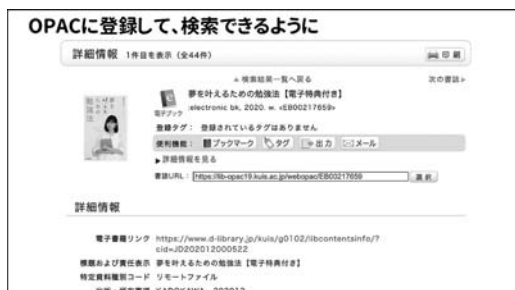 OPACに登録して、検索できるように
詳細情報 1件目を表示（全44件）
印刷
検索結果一覧へ戻る
次の書誌
夢を叶えるための勉強法【電子特典付き】
:electronic bk, 2020. w. <EB00217659>
電子ブック
登録タグ： 登録されているタグはありません
便利機能： ブックマーク タグ 出力 メール
詳細情報を見る
書誌URL： https://lib-opac19.kuis.ac.jp/webopac/EB00217659 選択
詳細情報
電子書籍リンク https://www.d-library.jp/kuis/g0102/libcontentsinfo/?
cid=JD202012000522
標題および責任表示 夢を叶えるための勉強法【電子特典付き】
特定資料種別コード リモートファイル